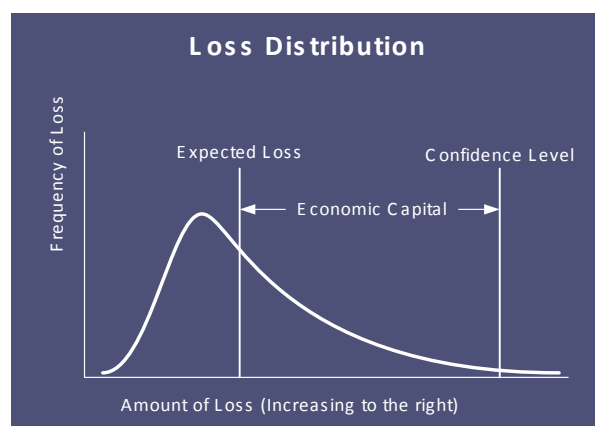 Loss Distribution
Frequency of Loss
Expected Loss
Confidence Level
Economic Capital
Amount of Loss (Increasing to the right)